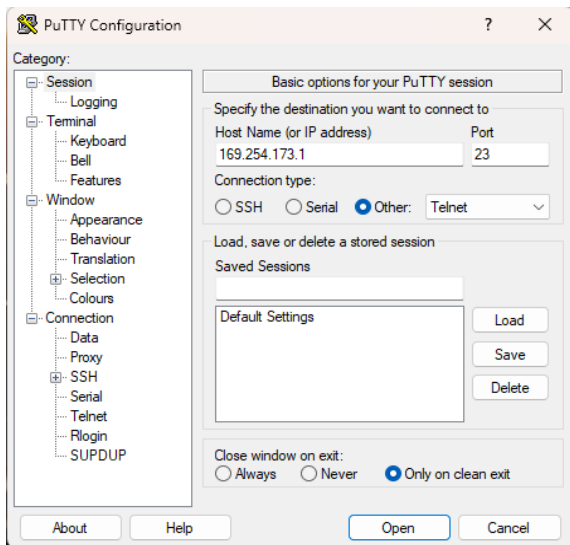 PuTTY Configuration
?
Category:
Session
Logging
Terminal
Keyboard
Bell
Features
Window
Appearance
Behaviour
Translation
Selection
Colours
Connection
Data
Proxy
SSH
Serial
Telnet
Rlogin
SUPDUP
Basic options for your PuTTY session
Specify the destination you want to connect to
Host Name (or IP address) Port
169.254.173.1 23
Connection type:
SSH Serial Other: Telnet
Load, save or delete a stored session
Saved Sessions
Default Settings
Load
Save
Delete
Close window on exit:
Always Never Only on clean exit
About Help Open Cancel